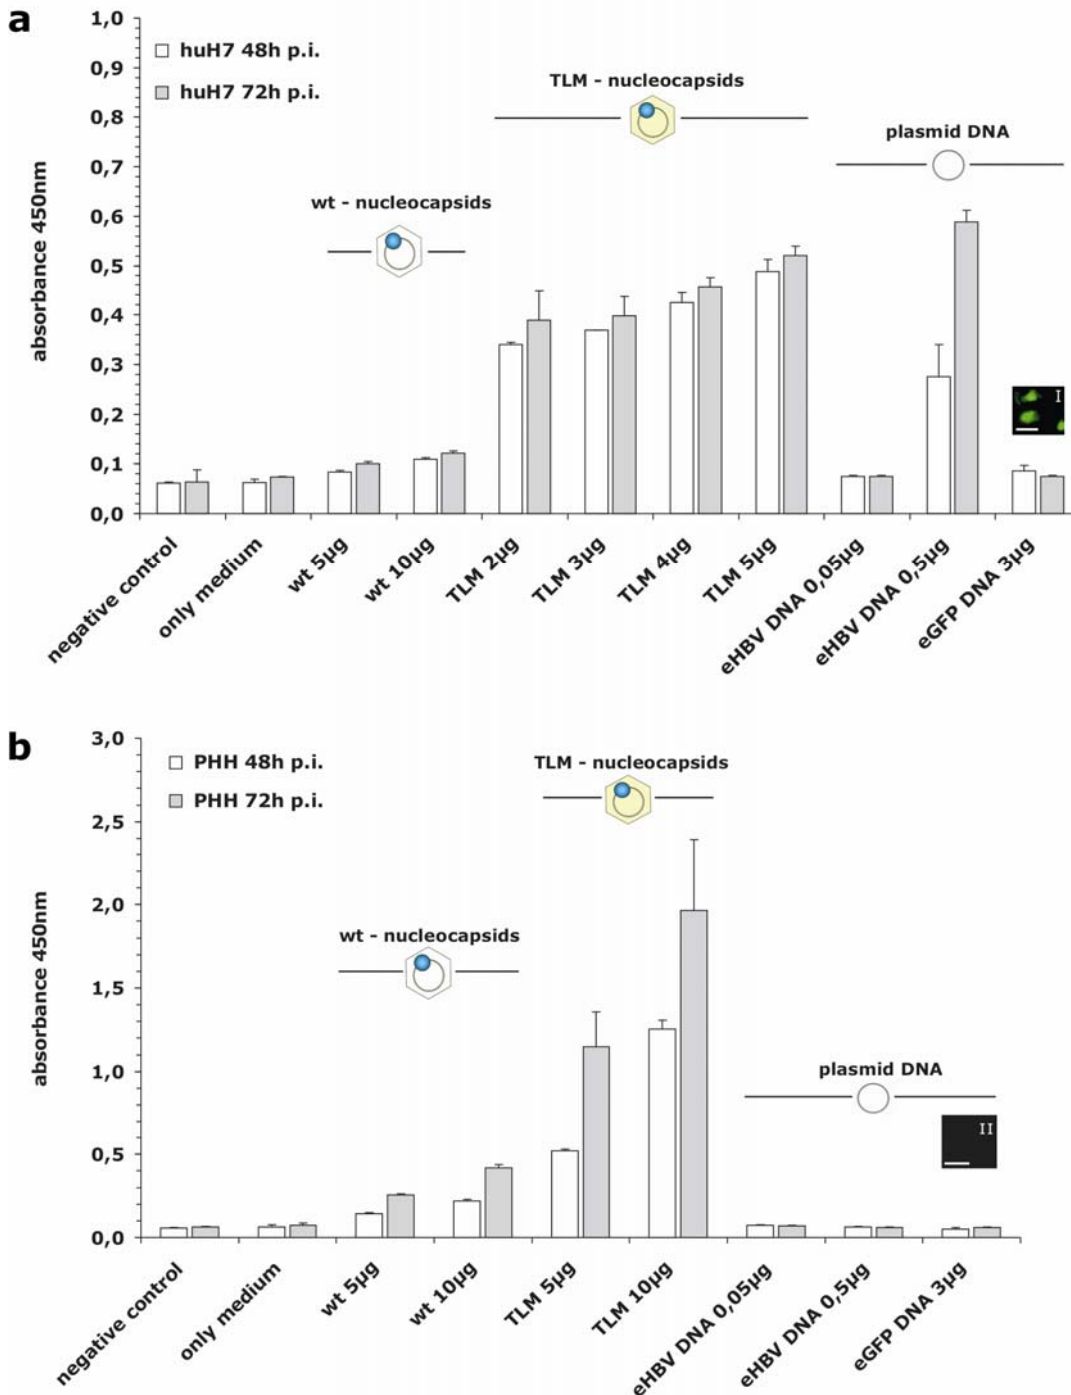 a
absorbance 450nm
1,0
0,9
0,8
0,7
0,6
0,5
0,4
0,3
0,2
0,1
0,0
huH7 48h p.i.
huH7 72h p.i.
wt - nucleocapsids
TLM - nucleocapsids
plasmid DNA
I
negative control
only medium
wt 5µg
wt 10µg
TLM 2µg
TLM 3µg
TLM 4µg
TLM 5µg
eHBV DNA 0,05µg
eHBV DNA 0,5µg
eGFP DNA 3µg
b
absorbance 450nm
3,0
2,5
2,0
1,5
1,0
0,5
0,0
PHH 48h p.i.
PHH 72h p.i.
wt - nucleocapsids
TLM - nucleocapsids
plasmid DNA
II
negative control
only medium
wt 5µg
wt 10µg
TLM 5µg
TLM 10µg
eHBV DNA 0,05µg
eHBV DNA 0,5µg
eGFP DNA 3µg